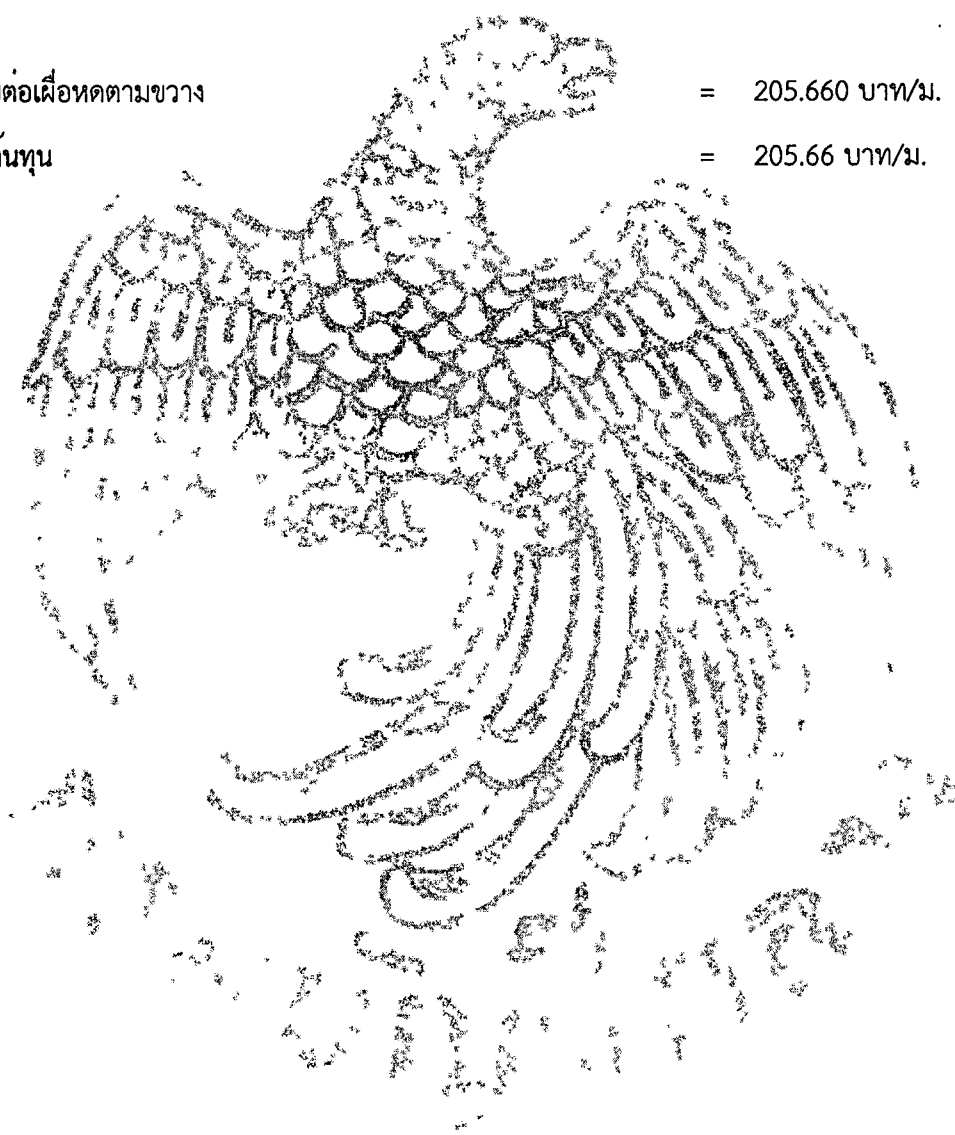 ต่อเผื่อหดตามขวาง = 205.660 บาท/ม.
ต้นทุน = 205.66 บาท/ม.